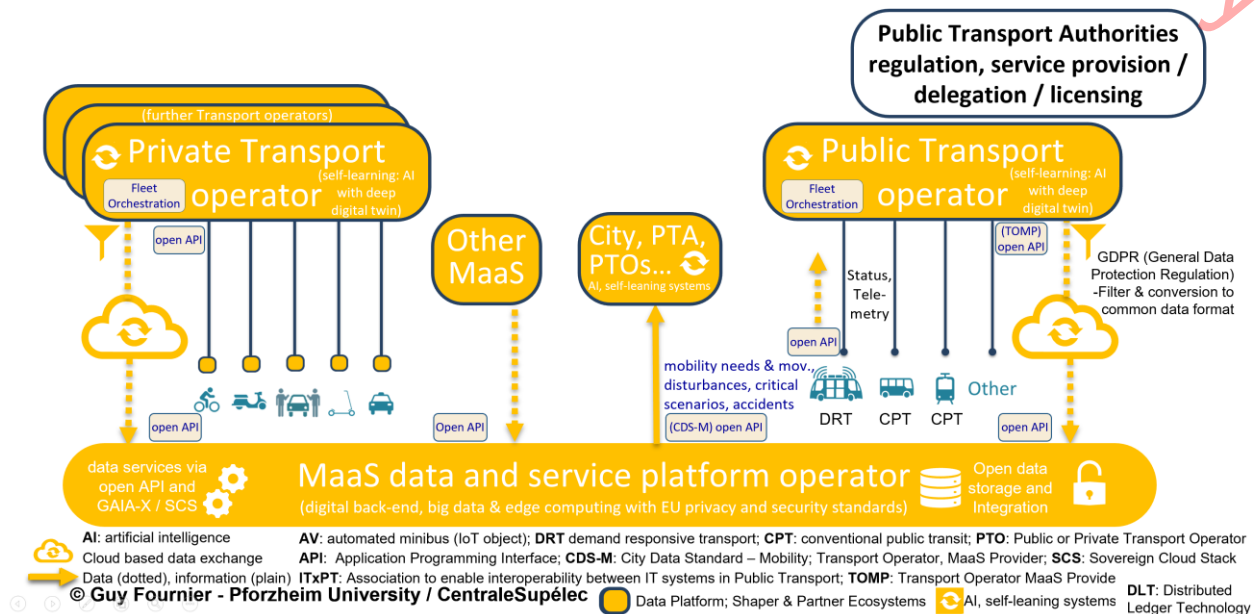 Public Transport Authorities
regulation, service provision /
delegation / licensing
(further Transport operators)
Private Transport
operator
(self-learning: AI
with deep
digital twin)
Fleet
Orchestration
open API
Other
MaaS
City, PTA,
PTOs...
AI, self-leaning systems
Public Transport
operator
(self-learning: AI
with deep
digital twin)
Fleet
Orchestration
(TOMP)
open API
GDPR (General Data
Protection Regulation)
-Filter & conversion to
common data format
Status,
Tele-
metry
open API
mobility needs & mov.,
disturbances, critical
scenarios, accidents
(CDS-M) open API
DRT
CPT
CPT
Other
open API
Open API
open API
data services via
open API and
GAIA-X / SCS
MaaS data and service platform operator
(digital back-end, big data & edge computing with EU privacy and security standards)
Open data
storage and
Integration
AI: artificial intelligence
Cloud based data exchange
Data (dotted), information (plain)
AV: automated minibus (IoT object); DRT demand responsive transport; CPT: conventional public transit; PTO: Public or Private Transport Operator
API: Application Programming Interface; CDS-M: City Data Standard – Mobility; Transport Operator, MaaS Provider; SCS: Sovereign Cloud Stack
ITxPT: Association to enable interoperability between IT systems in Public Transport; TOMP: Transport Operator MaaS Provide
© Guy Fournier - Pforzheim University / CentraleSupélec
Data Platform; Shaper & Partner Ecosystems
AI, self-leaning systems
DLT: Distributed
Ledger Technology